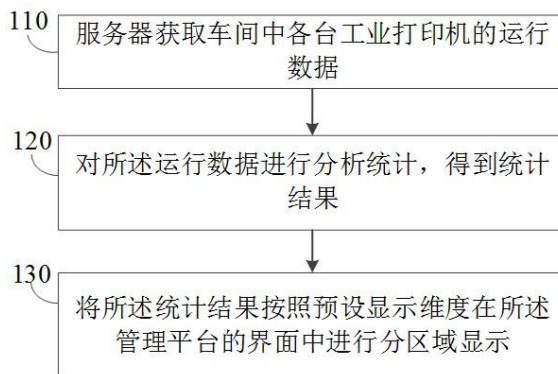 110
服务器获取车间中各台工业打印机的运行
数据
120
对所述运行数据进行分析统计，得到统计
结果
130
将所述统计结果按照预设显示维度在所述
管理平台的界面中进行分区域显示